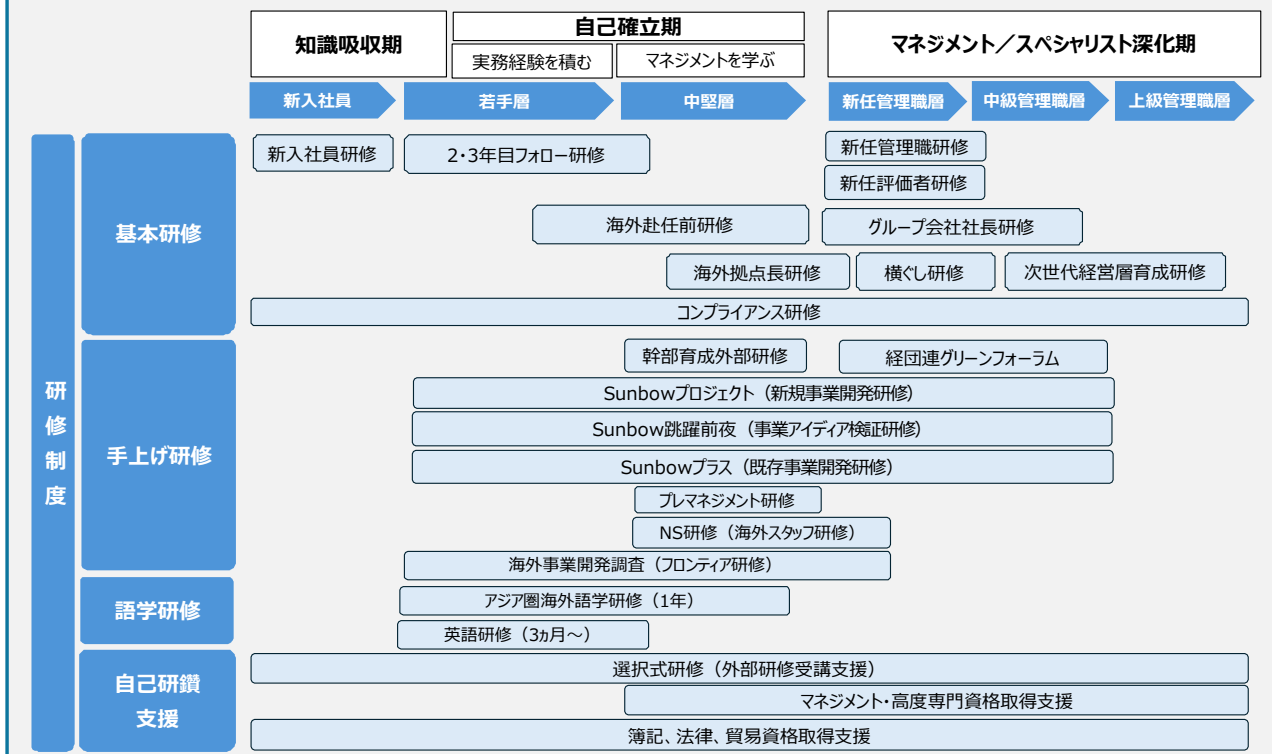 知識吸収期
自己確立期
実務経験を積む
マネジメントを学ぶ
マネジメント／スペシャリスト深化期
新入社員
若手層
中堅層
新任管理職層
中級管理職層
上級管理職層
研修制度
基本研修
新入社員研修
2・3年目フォロー研修
新任管理職研修
新任評価者研修
海外赴任前研修
グループ会社社長研修
海外拠点長研修
横ぐし研修
次世代経営層育成研修
コンプライアンス研修
手上げ研修
幹部育成外部研修
経団連グリーンフォーラム
Sunbowプロジェクト（新規事業開発研修）
Sunbow跳躍前夜（事業アイディア検証研修）
Sunbowプラス（既存事業開発研修）
プレマネジメント研修
NS研修（海外スタッフ研修）
海外事業開発調査（フロンティア研修）
語学研修
アジア圏海外語学研修（1年）
英語研修（3ヵ月～）
自己研鑽
支援
選択式研修（外部研修受講支援）
マネジメント・高度専門資格取得支援
簿記、法律、貿易資格取得支援